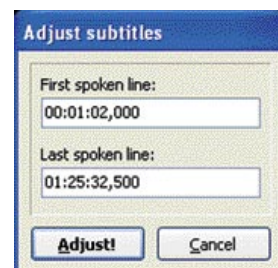 Adjust subtitles
First spoken line:
00:01:02,000
Last spoken line:
01:25:32,500
Adjust!
Cancel